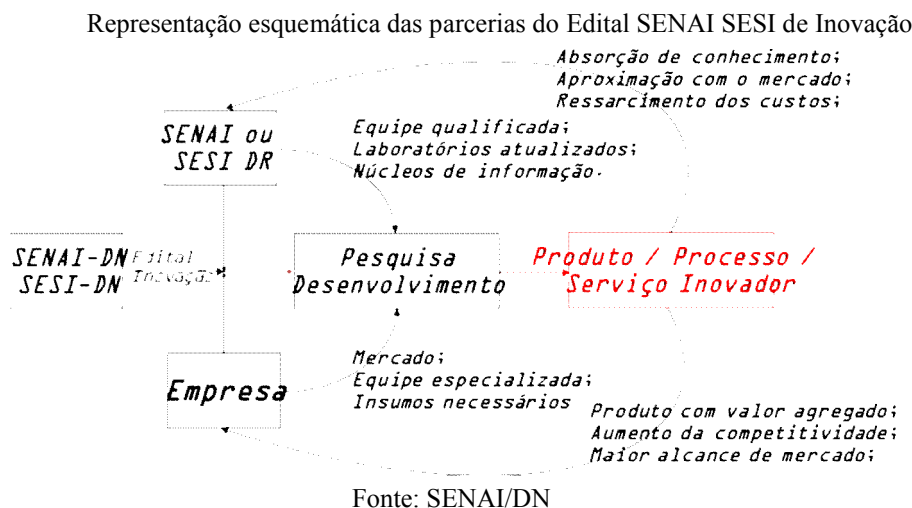 Representação esquemática das parcerias do Edital SENAI SESI de Inovação
Absorção de conhecimento;
Aproximação com o mercado;
Ressarcimento dos custos;
SENAI ou
SESI DR
Equipe qualificada;
Laboratórios atualizados;
Núcleos de informação.
SENAI-DN
SESI-DN
Edital
Inovação
Pesquisa
Desenvolvimento
Produto / Processo /
Serviço Inovador
Empresa
Mercado;
Equipe especializada;
Insumos necessários
Produto com valor agregado;
Aumento da competitividade;
Maior alcance de mercado;
Fonte: SENAI/DN